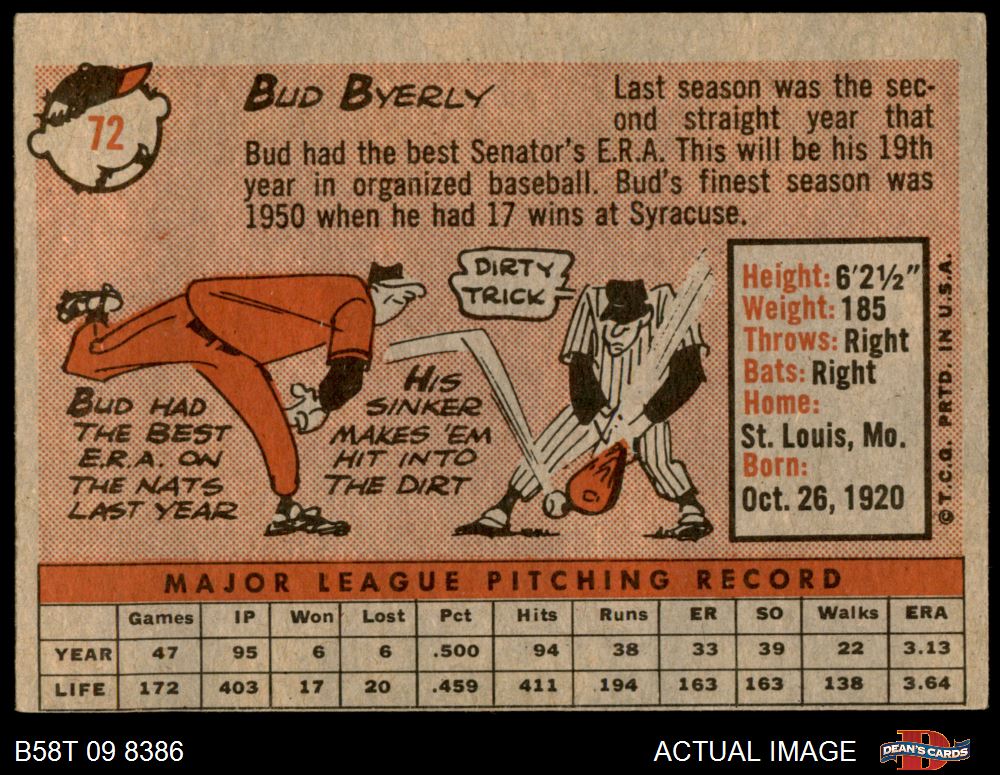 72
BUD BYERLY
Last season was the sec-
ond straight year that
Bud had the best Senator's E.R.A. This will be his 19th
year in organized baseball. Bud's finest season was
1950 when he had 17 wins at Syracuse.
DIRTY
TRICK
BUD HAD
THE BEST
E.R.A. ON
THE NATS
LAST YEAR
HIS
SINKER
MAKES 'EM
HIT INTO
THE DIRT
Height: 6'2½"
Weight: 185
Throws: Right
Bats: Right
Home:
St. Louis, Mo.
Born:
Oct. 26, 1920
© T.C.G. PRTD. IN U.S.A.
MAJOR LEAGUE PITCHING RECORD
Games IP Won Lost Pct Hits Runs ER SO Walks ERA
YEAR 47 95 6 6 .500 94 38 33 39 22 3.13
LIFE 172 403 17 20 .459 411 194 163 163 138 3.64
B58T 09 8386 ACTUAL IMAGE DEAN'S CARDS